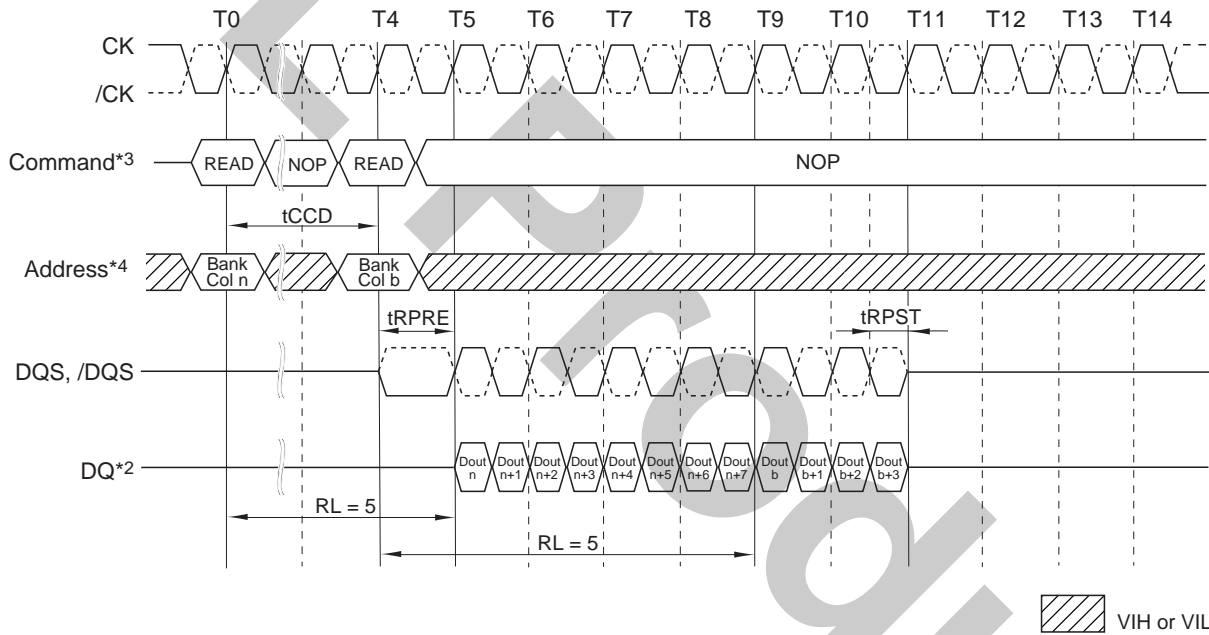 T0 T4 T5 T6 T7 T8 T9 T10 T11 T12 T13 T14
CK
/CK
Command*3 READ NOP READ NOP
tCCD
Address*4 Bank Col n Bank Col b
tRPRE tRPST
DQS, /DQS
DQ*2 Dout n Dout n+1 Dout n+2 Dout n+3 Dout n+4 Dout n+5 Dout n+6 Dout n+7 Dout b Dout b+1 Dout b+2 Dout b+3
RL = 5
RL = 5
VIH or VIL